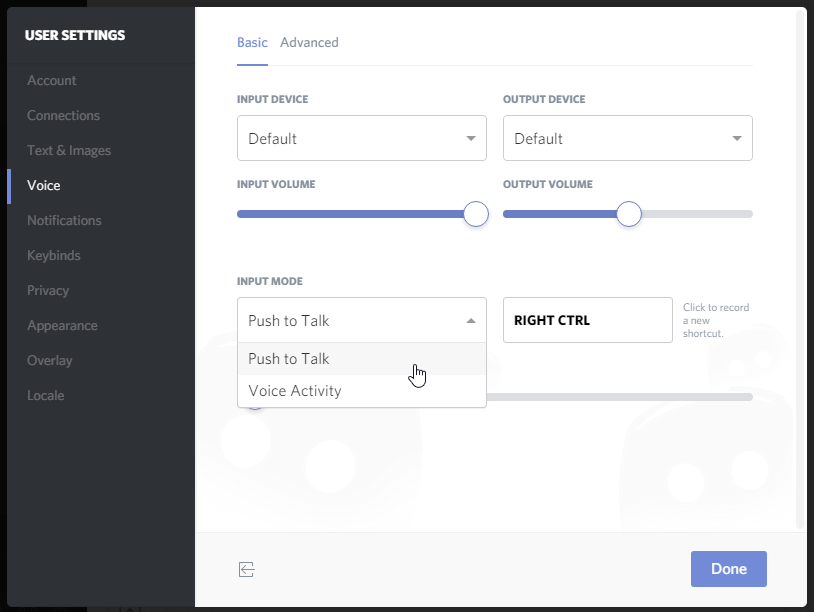 USER SETTINGS
Account
Connections
Text & Images
Voice
Notifications
Keybinds
Privacy
Appearance
Overlay
Locale
Basic Advanced
INPUT DEVICE OUTPUT DEVICE
Default Default
INPUT VOLUME OUTPUT VOLUME
INPUT MODE
Push to Talk RIGHT CTRL
Click to record
a new
shortcut.
Push to Talk
Voice Activity
Done